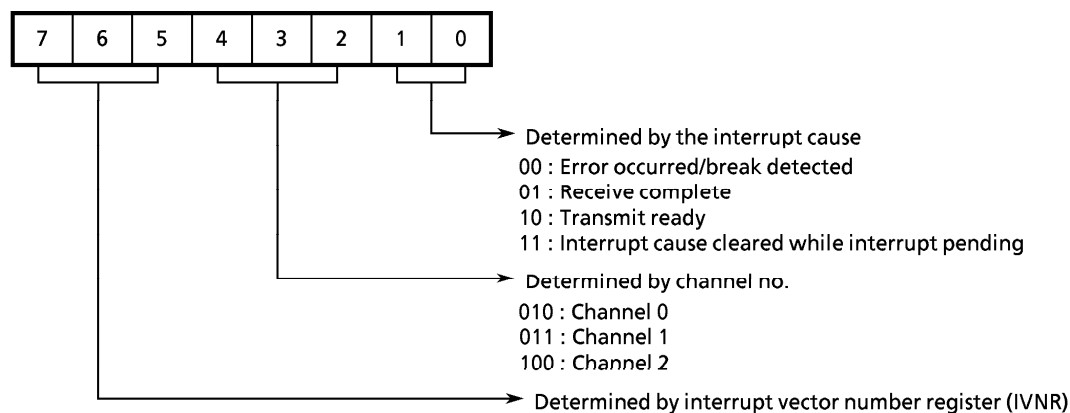 7 6 5 4 3 2 1 0
Determined by the interrupt cause
00 : Error occurred/break detected
01 : Receive complete
10 : Transmit ready
11 : Interrupt cause cleared while interrupt pending
Determined by channel no.
010 : Channel 0
011 : Channel 1
100 : Channel 2
Determined by interrupt vector number register (IVNR)